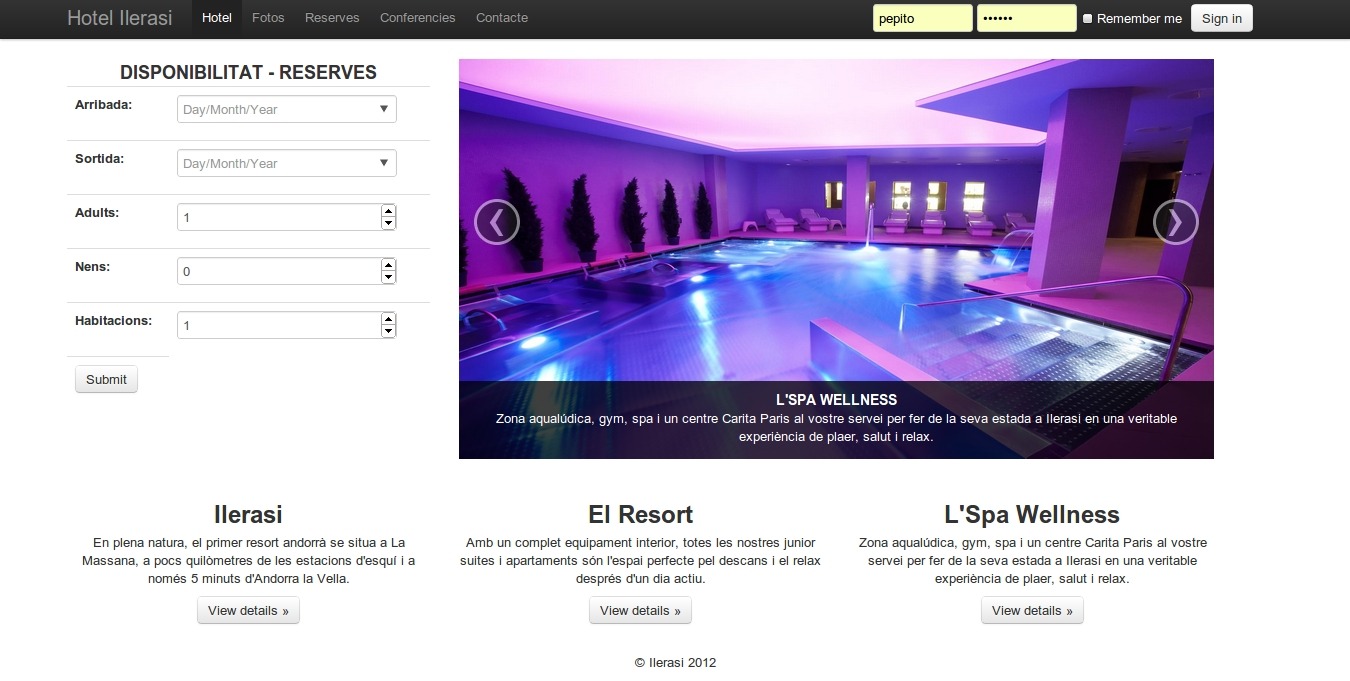 Hotel Ilerasi Hotel Fotos Reserves Conferencies Contacte pepito •••••• Remember me Sign in
DISPONIBILITAT - RESERVES
Arribada: Day/Month/Year
Sortida: Day/Month/Year
Adults: 1
Nens: 0
Habitacions: 1
Submit
L'SPA WELLNESS
Zona aqualúdica, gym, spa i un centre Carita Paris al vostre servei per fer de la seva estada a Ilerasi en una veritable
experiència de plaer, salut i relax.
Ilerasi
En plena natura, el primer resort andorrà se situa a La
Massana, a pocs quilòmetres de les estacions d'esquí i a
només 5 minuts d'Andorra la Vella.
View details »
El Resort
Amb un complet equipament interior, totes les nostres junior
suites i apartaments són l'espai perfecte pel descans i el relax
després d'un dia actiu.
View details »
L'Spa Wellness
Zona aqualúdica, gym, spa i un centre Carita Paris al vostre
servei per fer de la seva estada a Ilerasi en una veritable
experiència de plaer, salut i relax.
View details »
© Ilerasi 2012